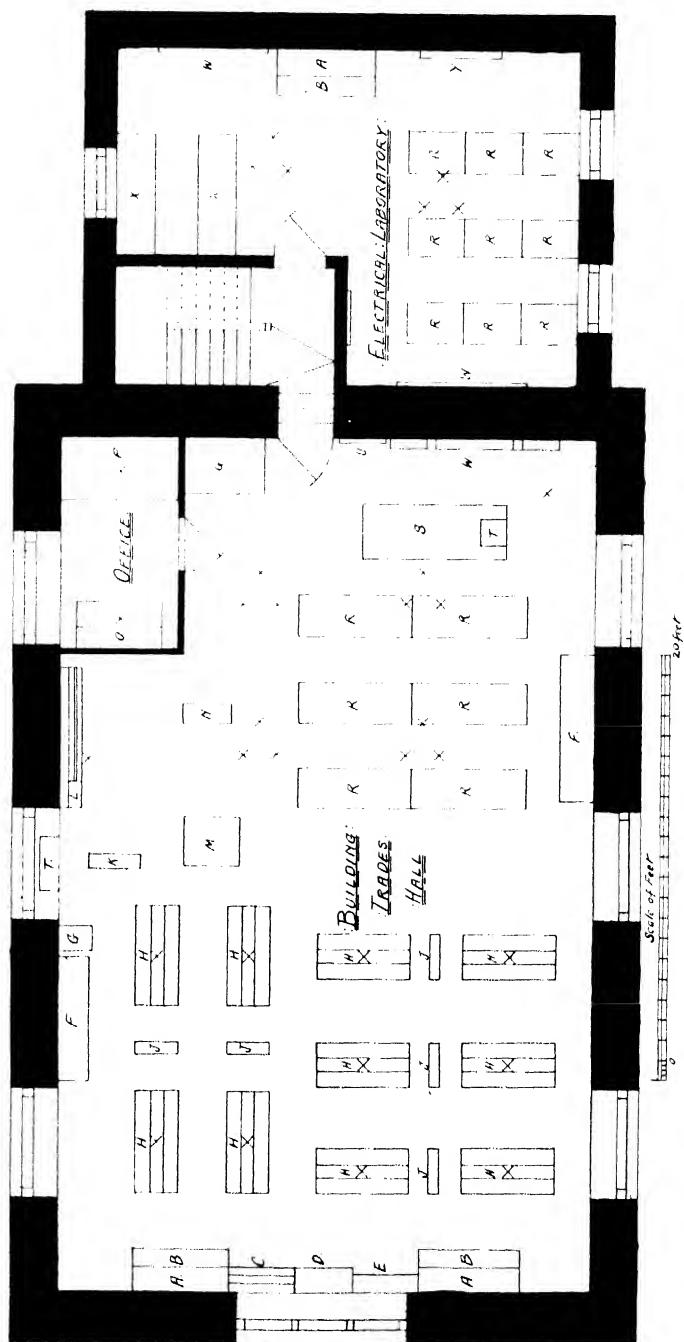 T.
F
G
L
K
OFFICE
O
P
X
H
J
H
M
N
G
W
A B
C
D
E
A B
H
J
H
BUILDING:
TRADES
HALL
H
H
H
J
J
J
H
H
H
R
R
R
R
R
R
S
T
W
F.
ELECTRICAL: LABORATORY:
B A
Y
R
R
R
R
R
R
R
R
R
Scale of Feet
0
20 feet